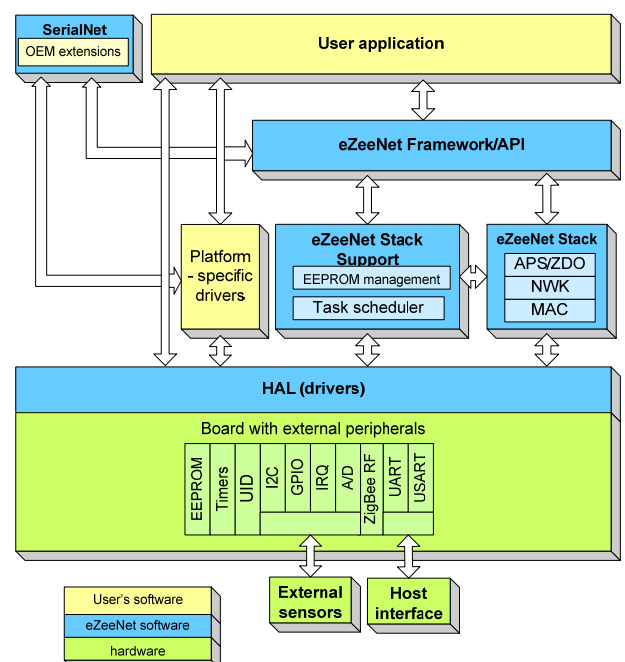 SerialNet
OEM extensions
User application
eZeeNet Framework/API
Platform
- specific
drivers
eZeeNet Stack
Support
EEPROM management
Task scheduler
eZeeNet Stack
APS/ZDO
NWK
MAC
HAL (drivers)
Board with external peripherals
EEPROM
Timers
UID
I2C
GPIO
IRQ
A/D
ZigBee RF
UART
USART
External
sensors
Host
interface
User's software
eZeeNet software
hardware